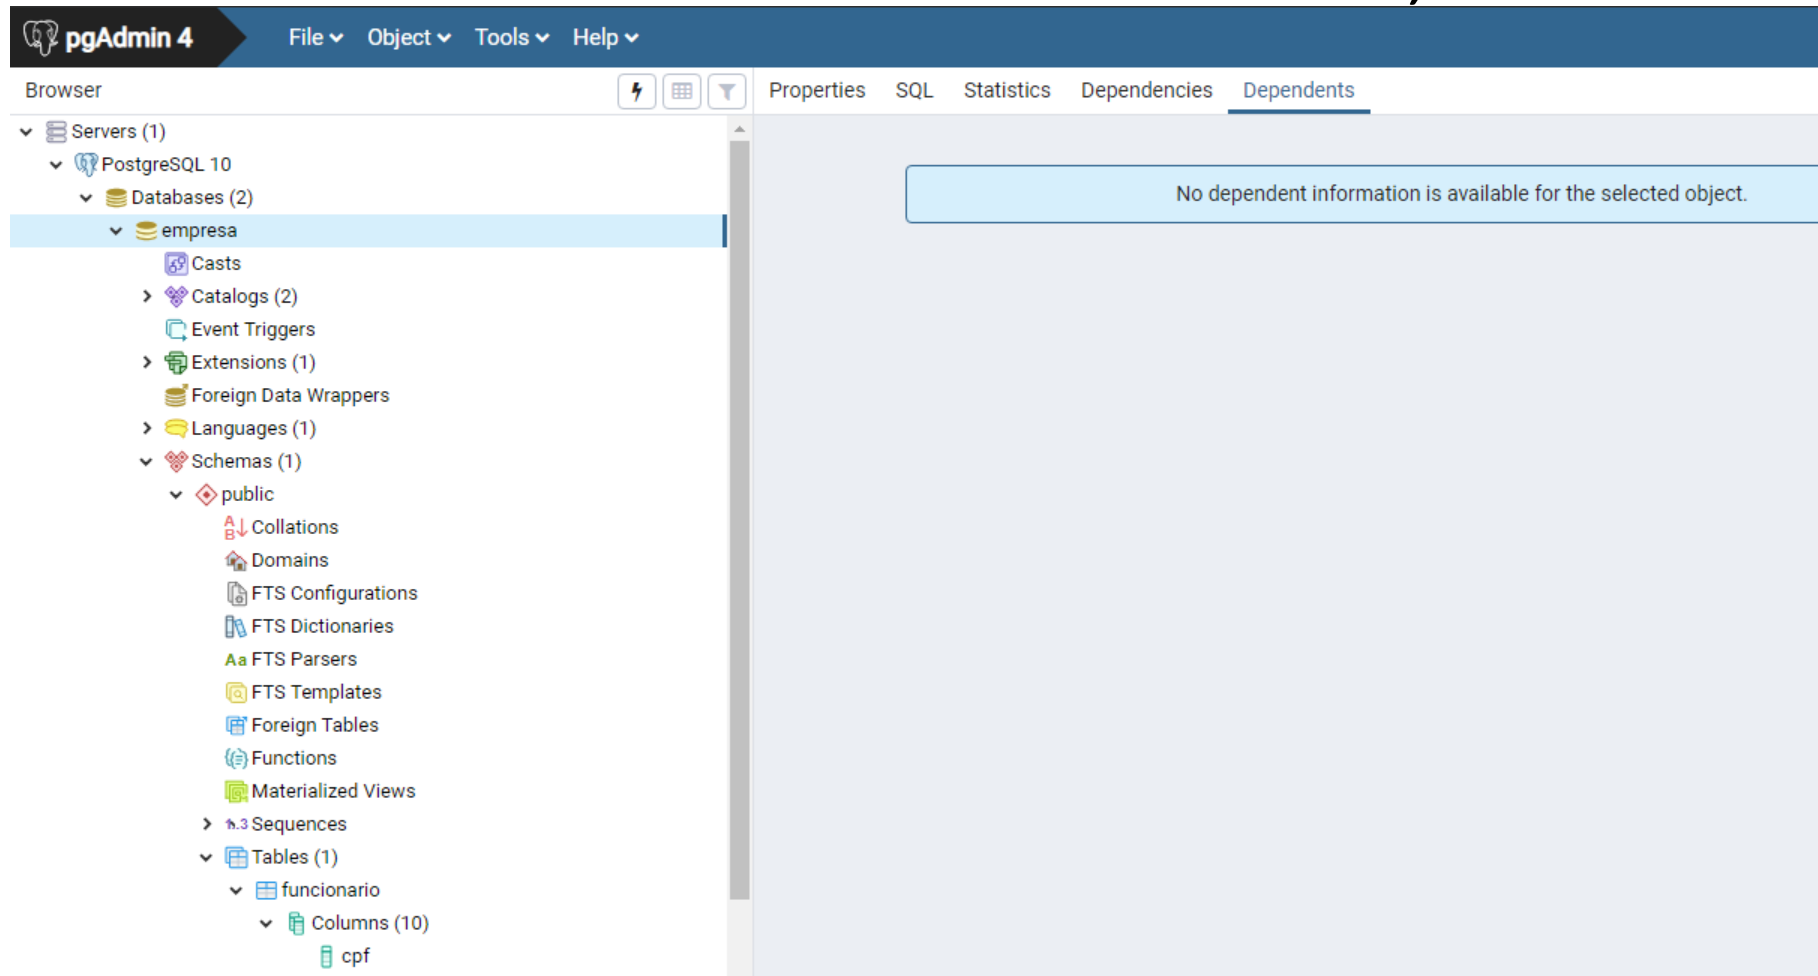 pgAdmin 4 File Object Tools Help
Browser
Properties SQL Statistics Dependencies Dependents
Servers (1)
PostgreSQL 10
Databases (2)
No dependent information is available for the selected object.
empresa
Casts
Catalogs (2)
Event Triggers
Extensions (1)
Foreign Data Wrappers
Languages (1)
Schemas (1)
public
Collations
Domains
FTS Configurations
FTS Dictionaries
Aa FTS Parsers
FTS Templates
Foreign Tables
Functions
Materialized Views
Sequences
Tables (1)
funcionario
Columns (10)
cpf